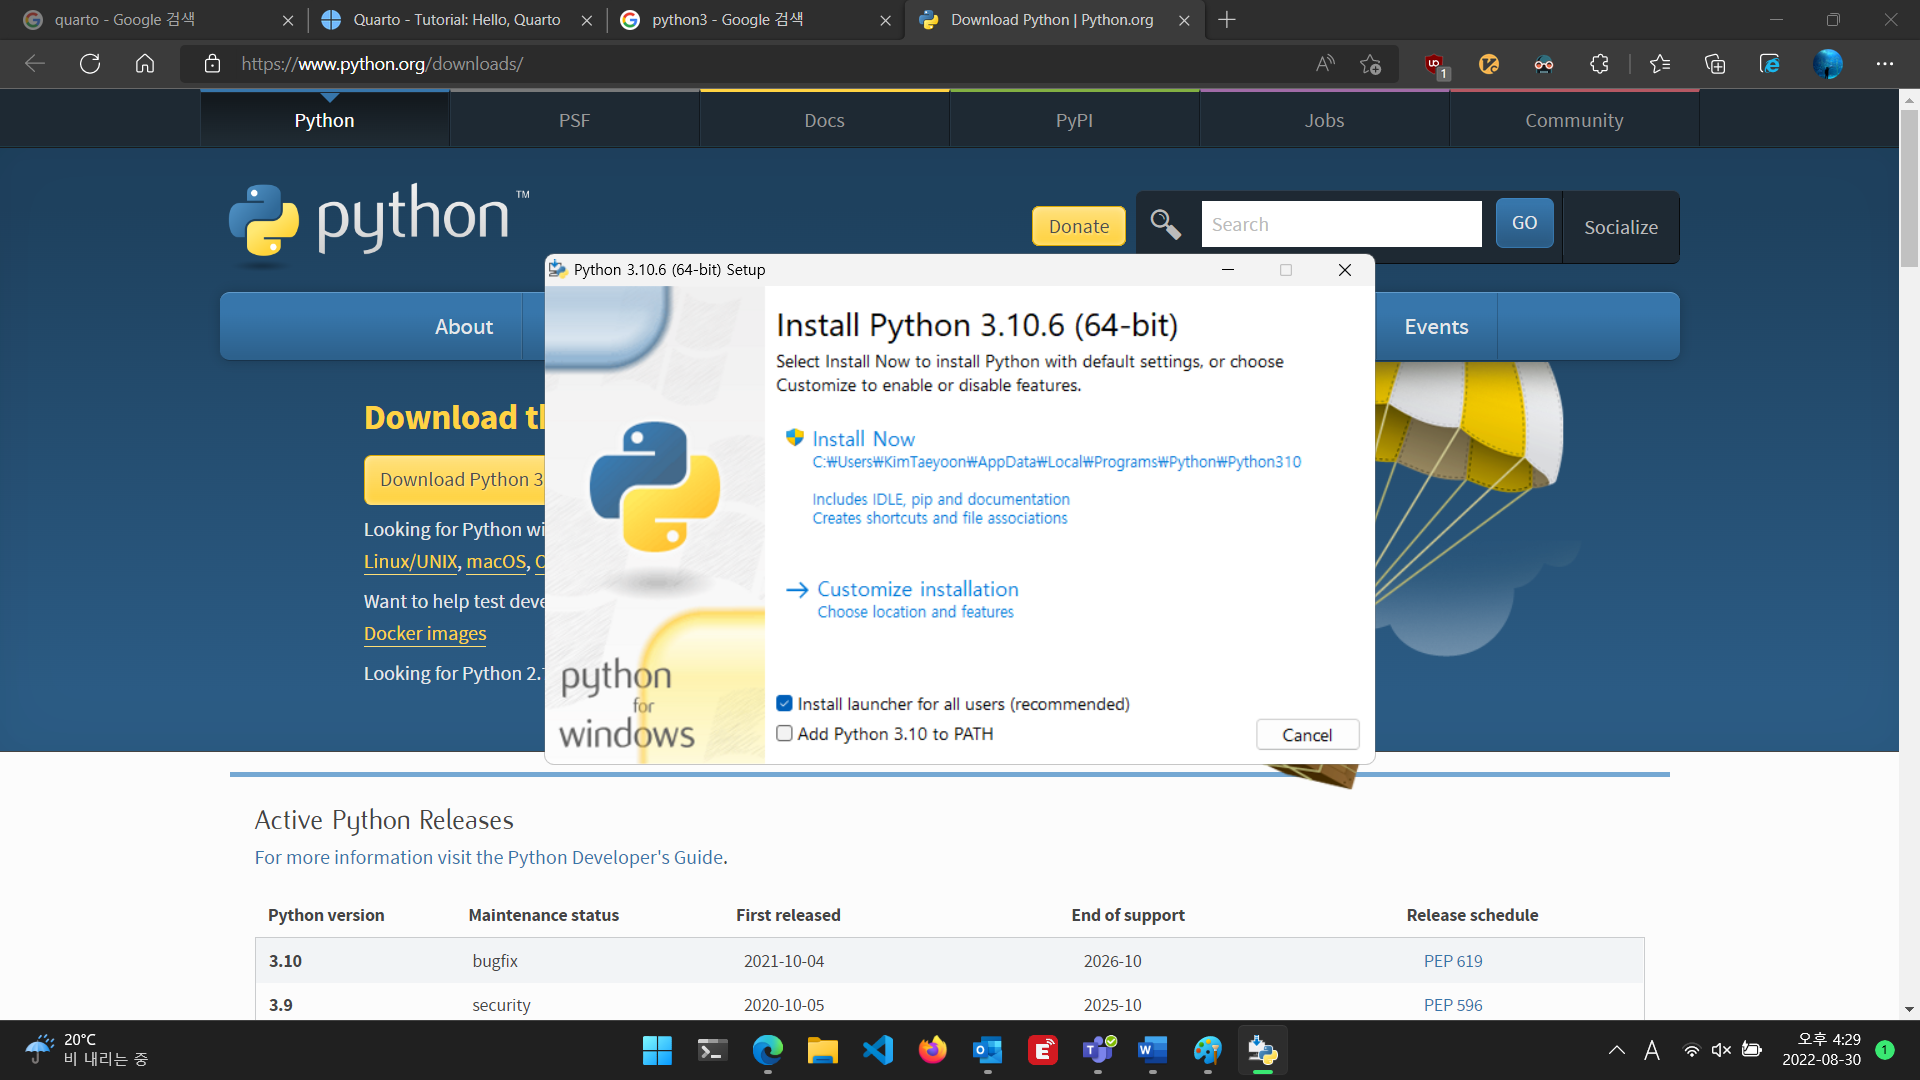 quarto - Google 검색
Quarto - Tutorial: Hello, Quarto
python3 - Google 검색
Download Python | Python.org
https://www.python.org/downloads/
1
Python
PSF
Docs
PyPI
Jobs
Community
python™
Donate
Search
GO
Socialize
Python 3.10.6 (64-bit) Setup
About
Events
Install Python 3.10.6 (64-bit)
Select Install Now to install Python with default settings, or choose
Customize to enable or disable features.
Download th
Install Now
C:₩Users₩KimTaeyoon₩AppData₩Local₩Programs₩Python₩Python310
Download Python 3
Includes IDLE, pip and documentation
Creates shortcuts and file associations
Looking for Python wi
Linux/UNIX, macOS, O
Customize installation
Choose location and features
Want to help test deve
Docker images
Looking for Python 2.7
python
for
windows
Install launcher for all users (recommended)
Add Python 3.10 to PATH
Cancel
Active Python Releases
For more information visit the Python Developer's Guide.
Python version Maintenance status First released End of support Release schedule
3.10 bugfix 2021-10-04 2026-10 PEP 619
3.9 security 2020-10-05 2025-10 PEP 596
20°C
비 내리는 중
A
오후 4:29
2022-08-30
1